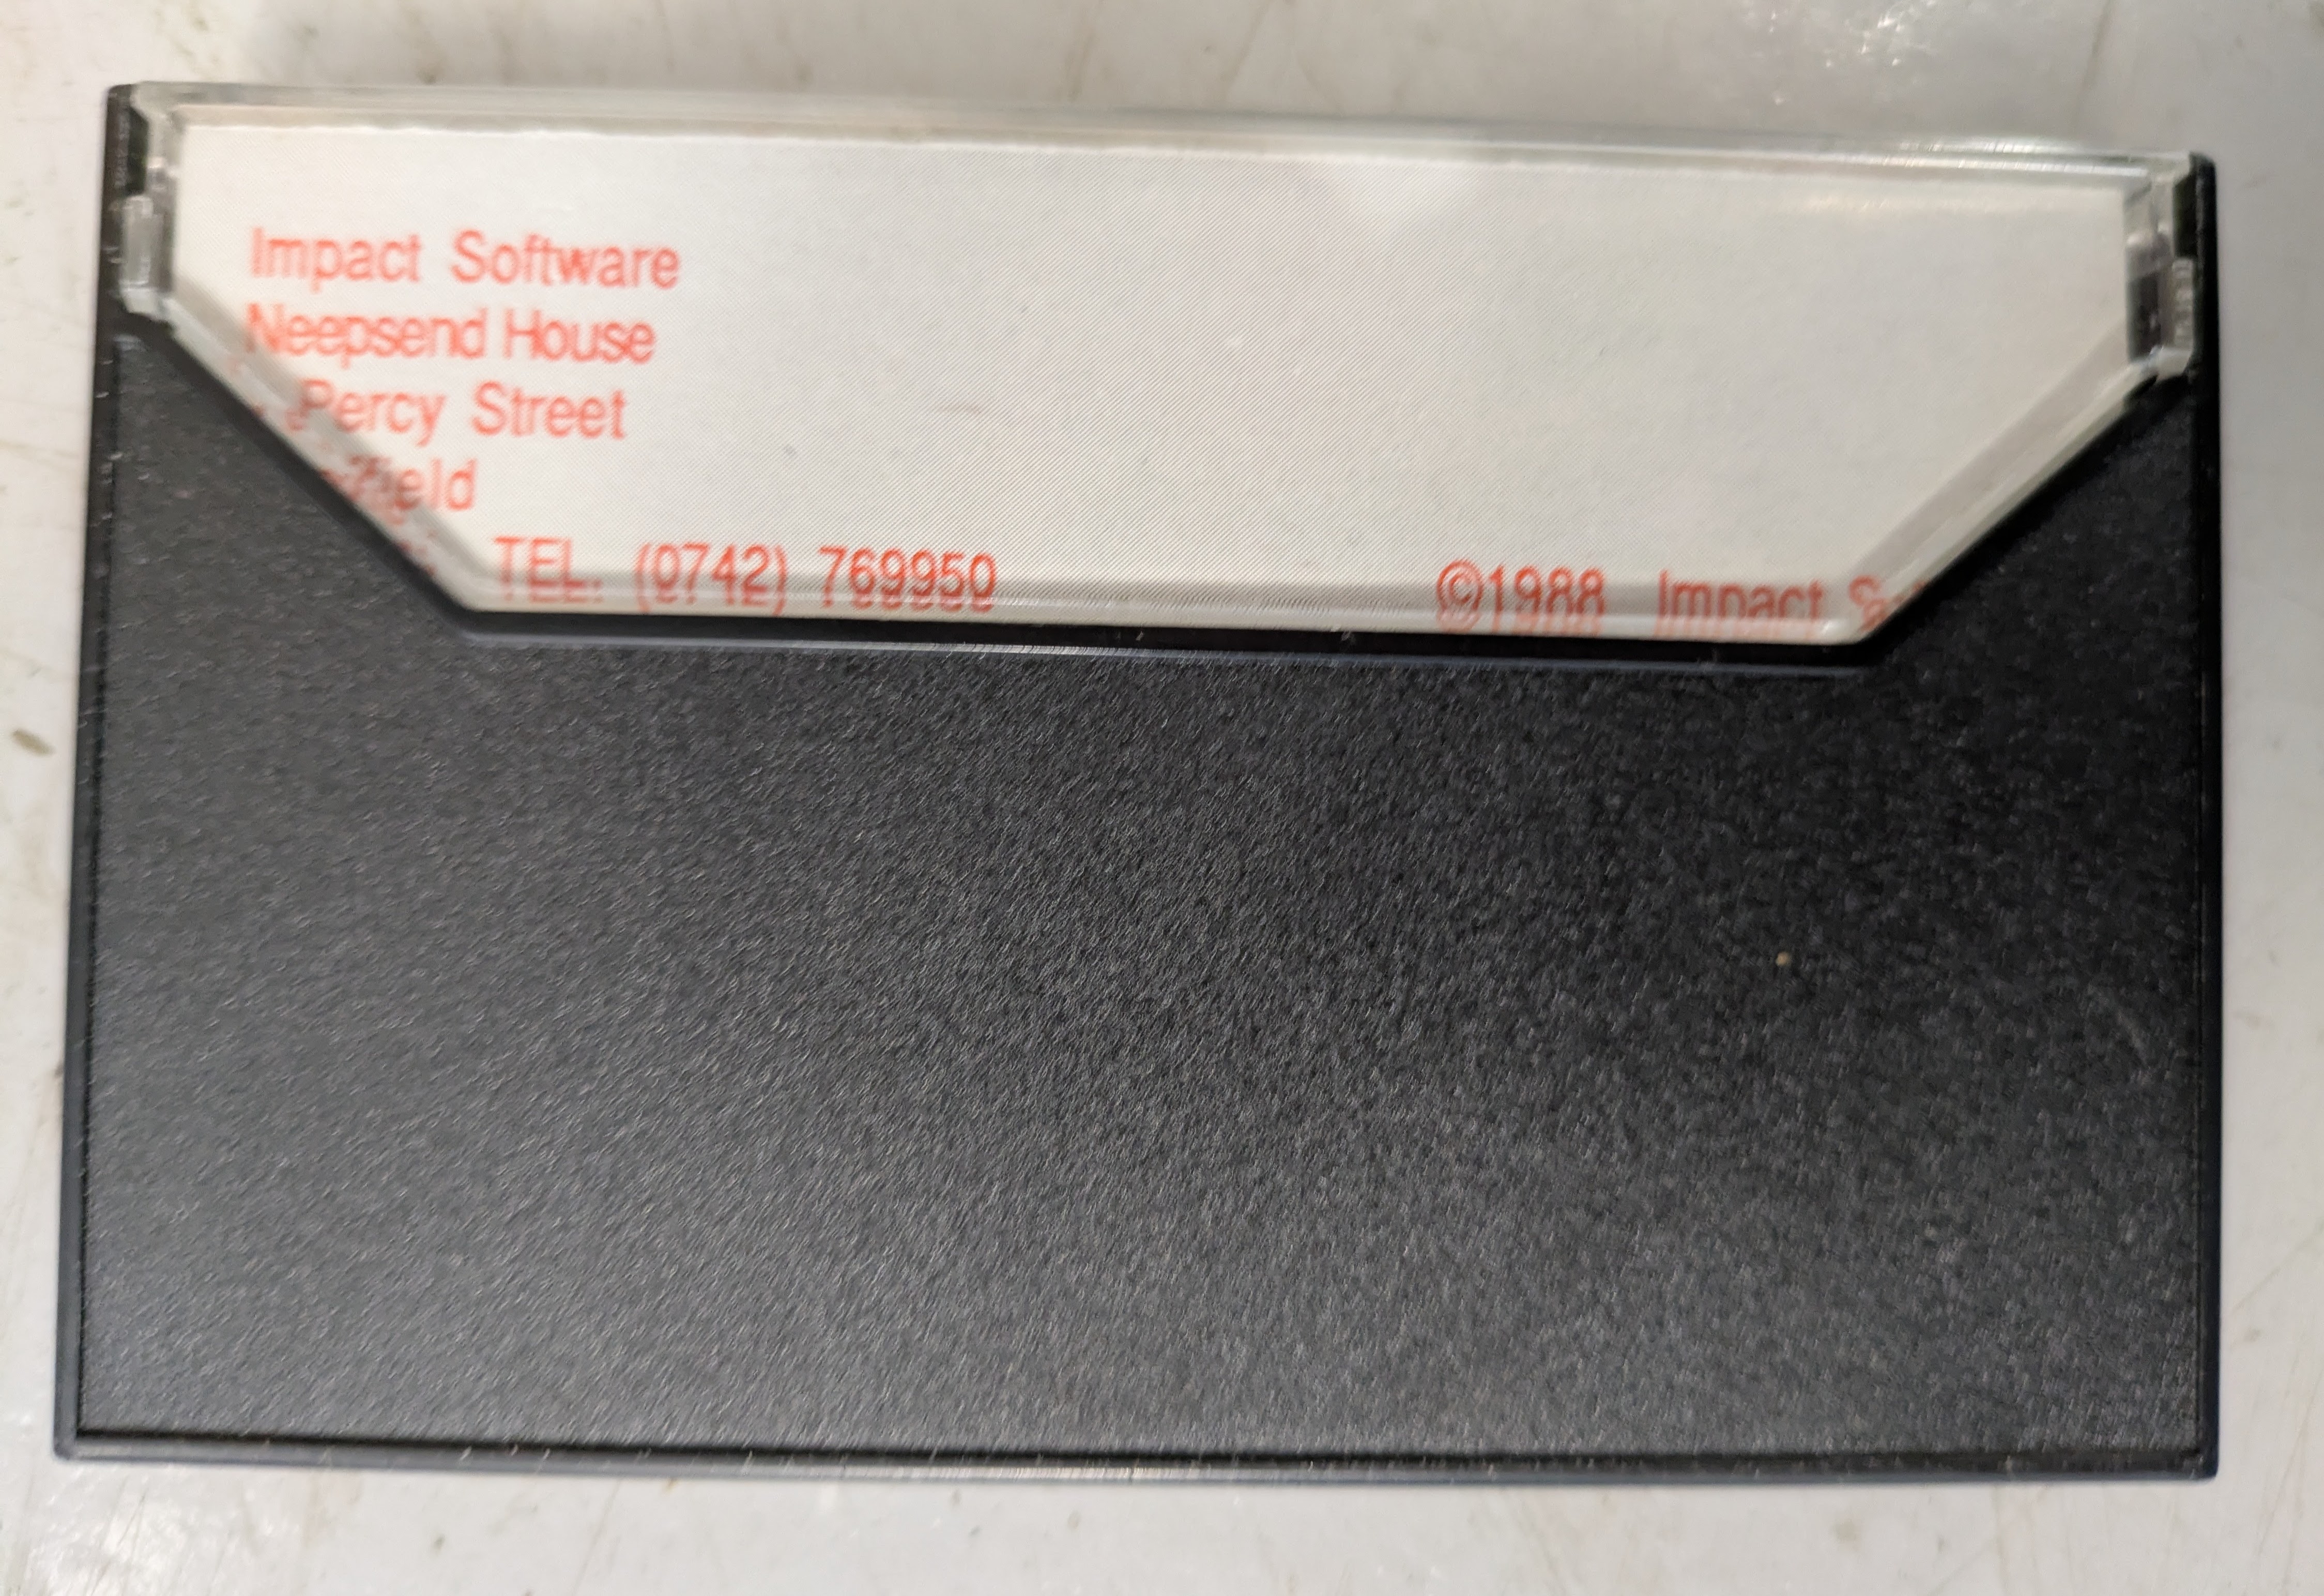 Impact Software
Neepsend House
Percy Street
TEL. (0742) 769950
©1988 Impact